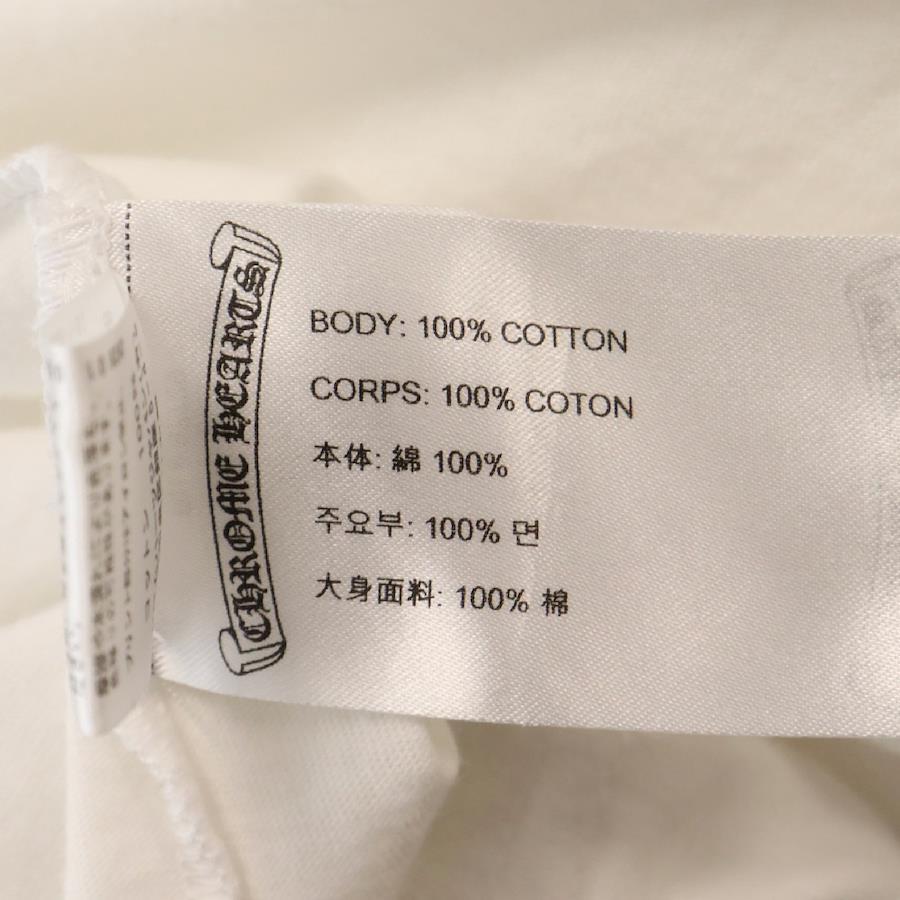 CHROME HEARTS
BODY: 100% COTTON
CORPS: 100% COTON
本体: 綿 100%
주요부: 100% 면
大身面料: 100% 棉